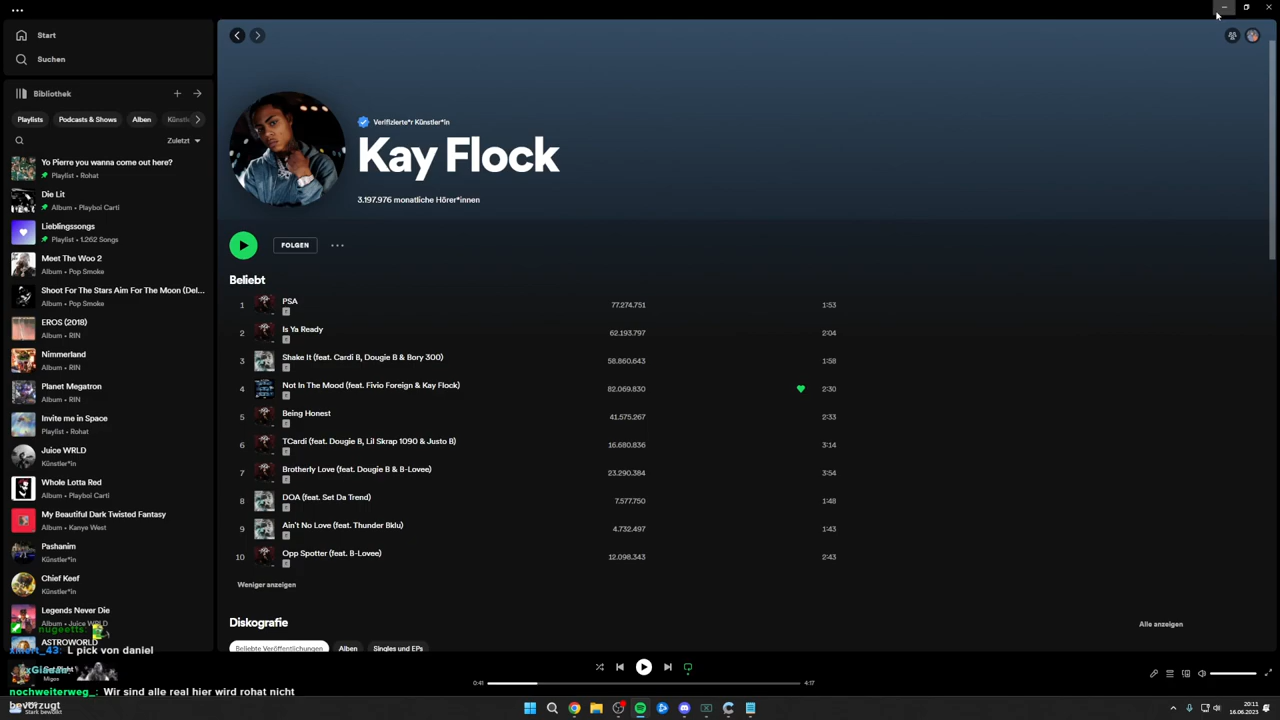 Start
Suchen
Bibliothek
Playlists
Podcasts & Shows
Alben
Künstl
Zuletzt
Yo Pierre you wanna come out here?
Playlist • Rohat
Die Lit
Album • Playboi Carti
Lieblingssongs
Playlist • 1.262 Songs
Meet The Woo 2
Album • Pop Smoke
Shoot For The Stars Aim For The Moon (Del...
Album • Pop Smoke
EROS (2018)
Album • RIN
Nimmerland
Album • RIN
Planet Megatron
Album • RIN
Invite me in Space
Playlist • Rohat
Juice WRLD
Künstler*in
Whole Lotta Red
Album • Playboi Carti
My Beautiful Dark Twisted Fantasy
Album • Kanye West
Pashanim
Künstler*in
Chief Keef
Künstler*in
Legends Never Die
Album • Juice WRLD
nugeetts:
ASTROWORLD
xmert_43: L pick von daniel
Migos
nochweiterweg_: Wir sind alle real hier wird rohat nicht
bevorzugt
Stark bewölkt
Verifizierte*r Künstler*in
Kay Flock
3.197.976 monatliche Hörer*innen
FOLGEN
Beliebt
1 PSA 77.274.751 1:53
E
2 Is Ya Ready 62.193.797 2:04
E
3 Shake It (feat. Cardi B, Dougie B & Bory 300) 58.860.643 1:58
E
4 Not In The Mood (feat. Fivio Foreign & Kay Flock) 82.069.830 2:30
E
5 Being Honest 41.575.267 2:33
E
6 TCardi (feat. Dougie B, Lil Skrap 1090 & Justo B) 16.680.836 3:14
E
7 Brotherly Love (feat. Dougie B & B-Lovee) 23.290.384 3:54
E
8 DOA (feat. Set Da Trend) 7.577.750 1:48
E
9 Ain't No Love (feat. Thunder Bklu) 4.732.497 1:43
E
10 Opp Spotter (feat. B-Lovee) 12.098.343 2:43
E
Weniger anzeigen
Diskografie
Alle anzeigen
Beliebte Veröffentlichungen
Alben
Singles und EPs
0:41
4:17
20:11
16.06.2023